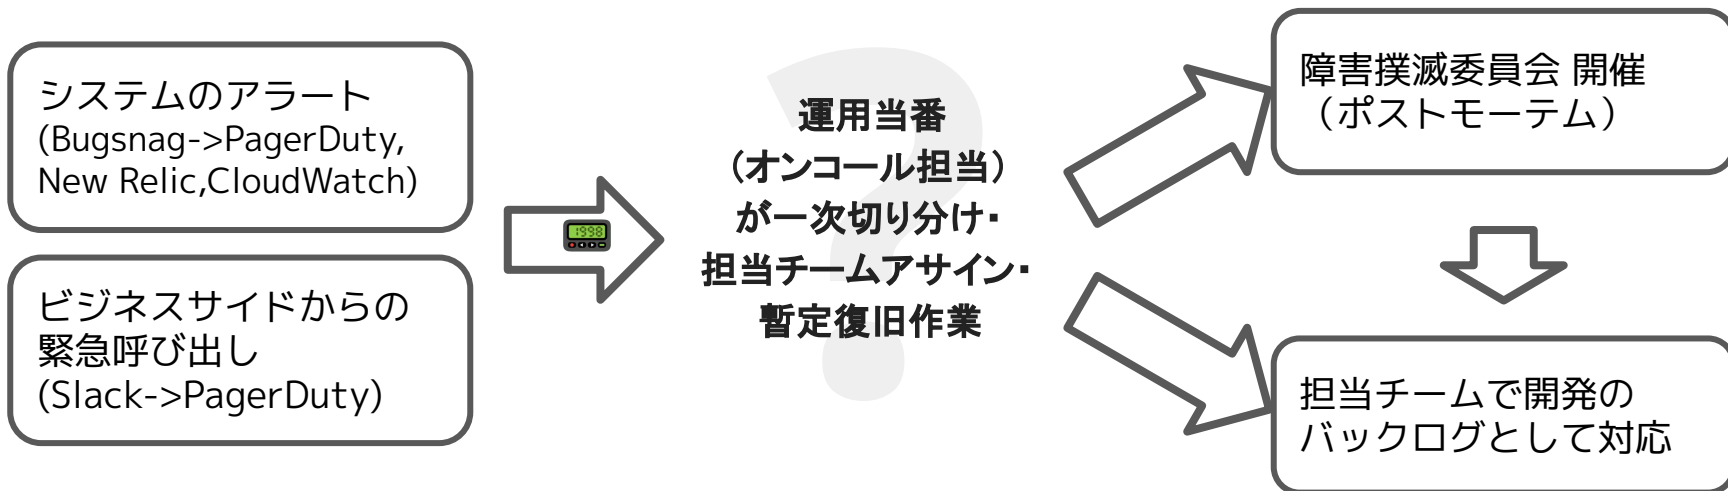 システムのアラート
(Bugsnag->PagerDuty,
New Relic,CloudWatch)
ビジネスサイドからの
緊急呼び出し
(Slack->PagerDuty)
1998
?
運用当番
（オンコール担当）
が一次切り分け・
担当チームアサイン・
暫定復旧作業
障害撲滅委員会 開催
（ポストモーテム）
担当チームで開発の
バックログとして対応